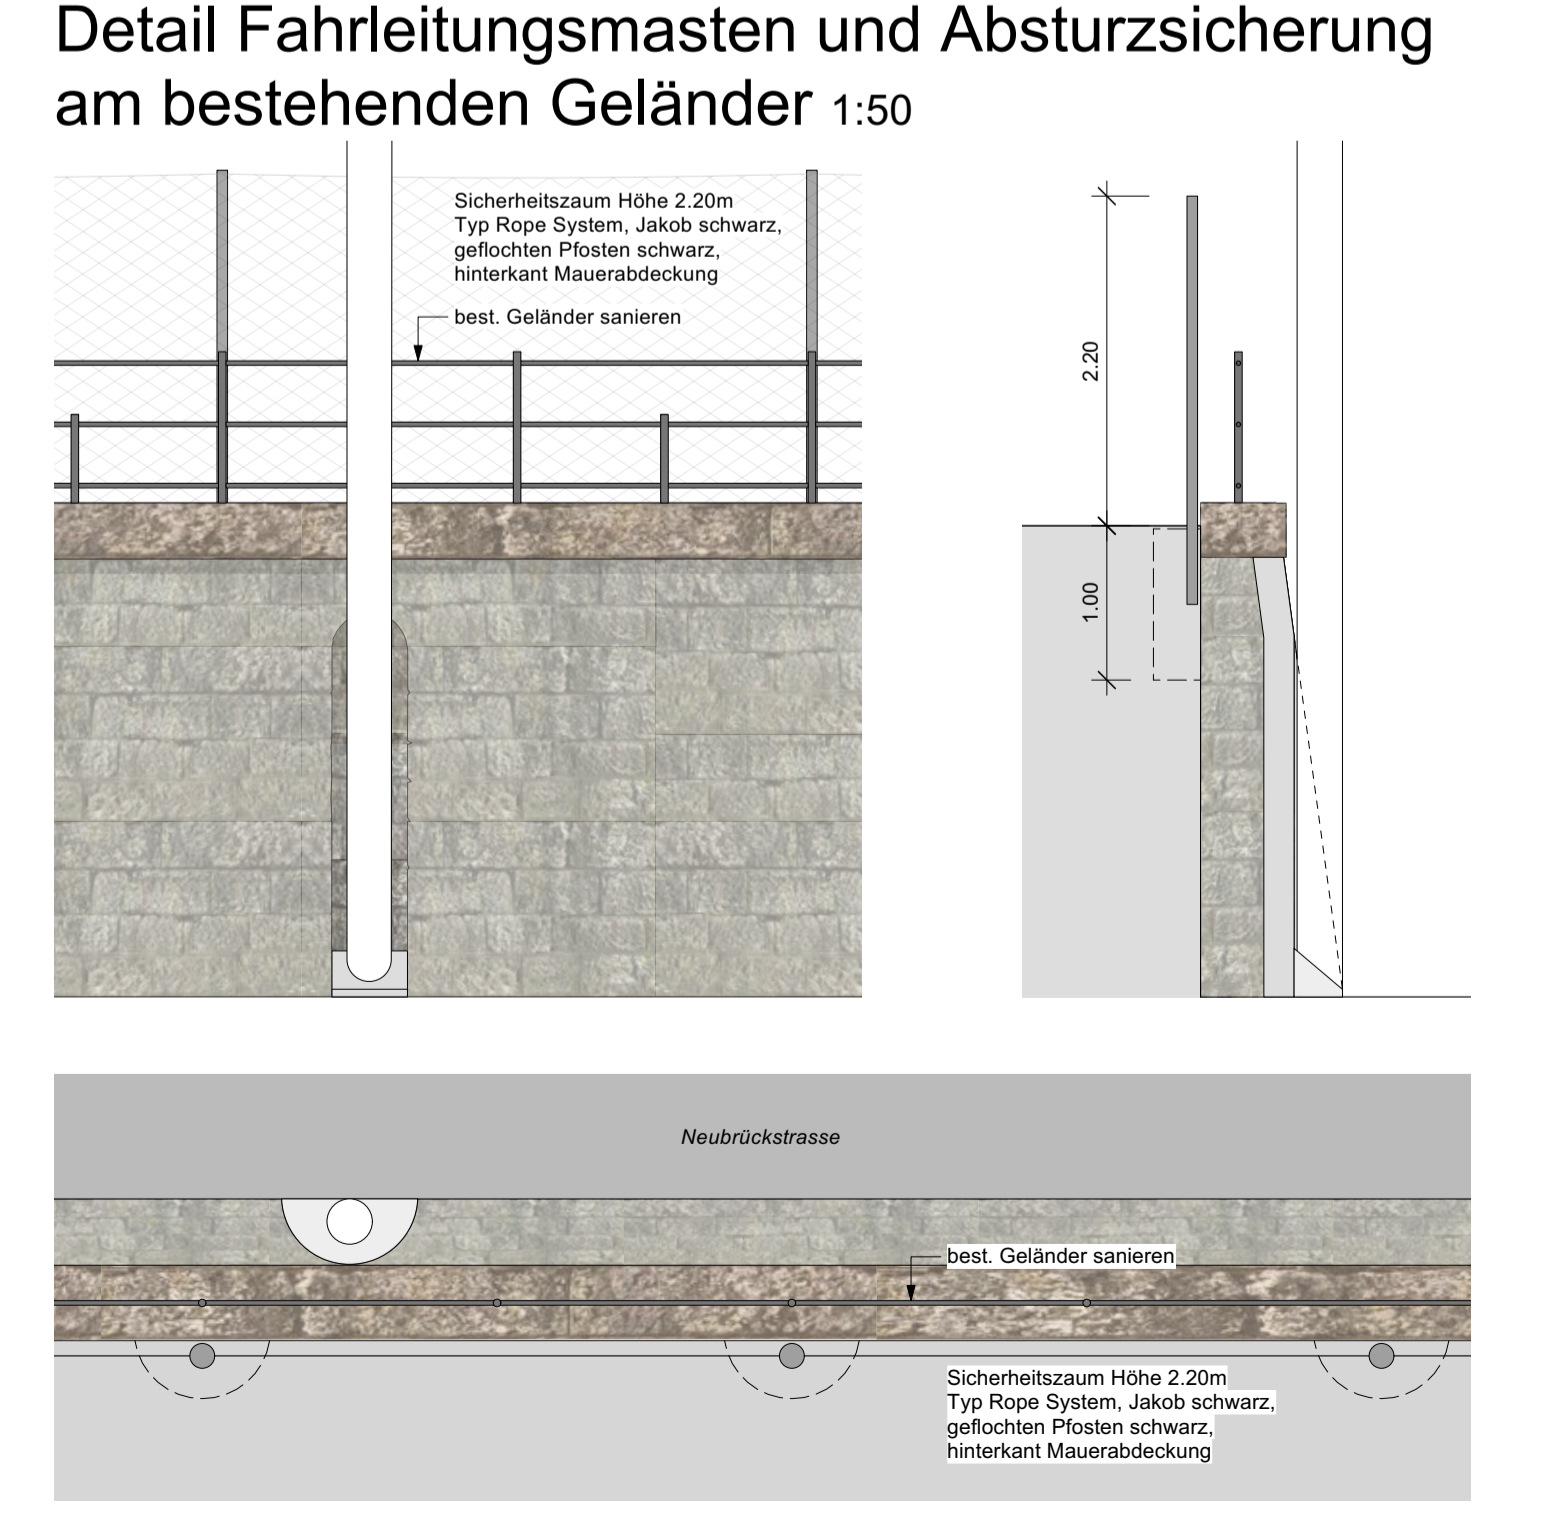 Detail Fahrleitungsmasten und Absturzsicherung
am bestehenden Geländer 1:50
Sicherheitszaum Höhe 2.20m
Typ Rope System, Jakob schwarz,
geflochten Pfosten schwarz,
hinterkant Mauerabdeckung
best. Geländer sanieren
2.20
1.00
Neubrückstrasse
best. Geländer sanieren
Sicherheitszaum Höhe 2.20m
Typ Rope System, Jakob schwarz,
geflochten Pfosten schwarz,
hinterkant Mauerabdeckung